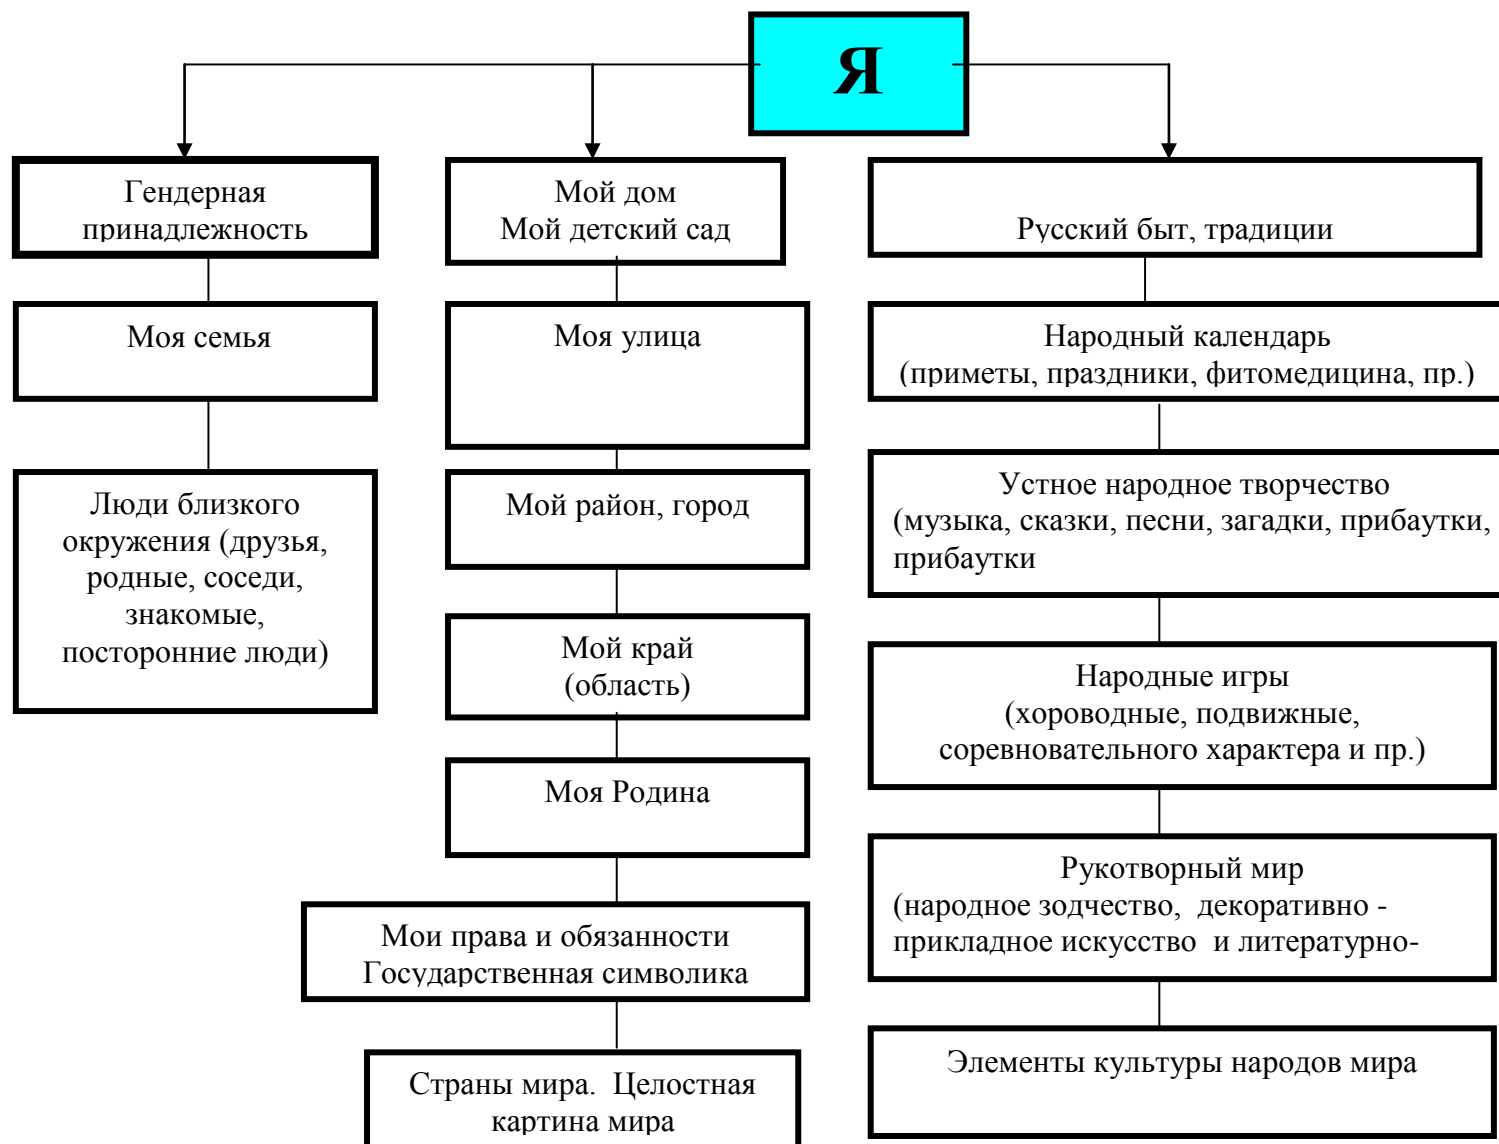 Я
Гендерная
принадлежность
Моя семья
Люди близкого
окружения (друзья,
родные, соседи,
знакомые,
посторонние люди)
Мой дом
Мой детский сад
Моя улица
Мой район, город
Мой край
(область)
Моя Родина
Мои права и обязанности
Государственная символика
Страны мира.  Целостная
картина мира
Русский быт, традиции
Народный календарь
(приметы, праздники, фитомедицина, пр.)
Устное народное творчество
(музыка, сказки, песни, загадки, прибаутки,
прибаутки
Народные игры
(хороводные, подвижные,
соревновательного характера и пр.)
Рукотворный мир
(народное зодчество,  декоративно -
прикладное искусство  и литературно-
Элементы культуры народов мира